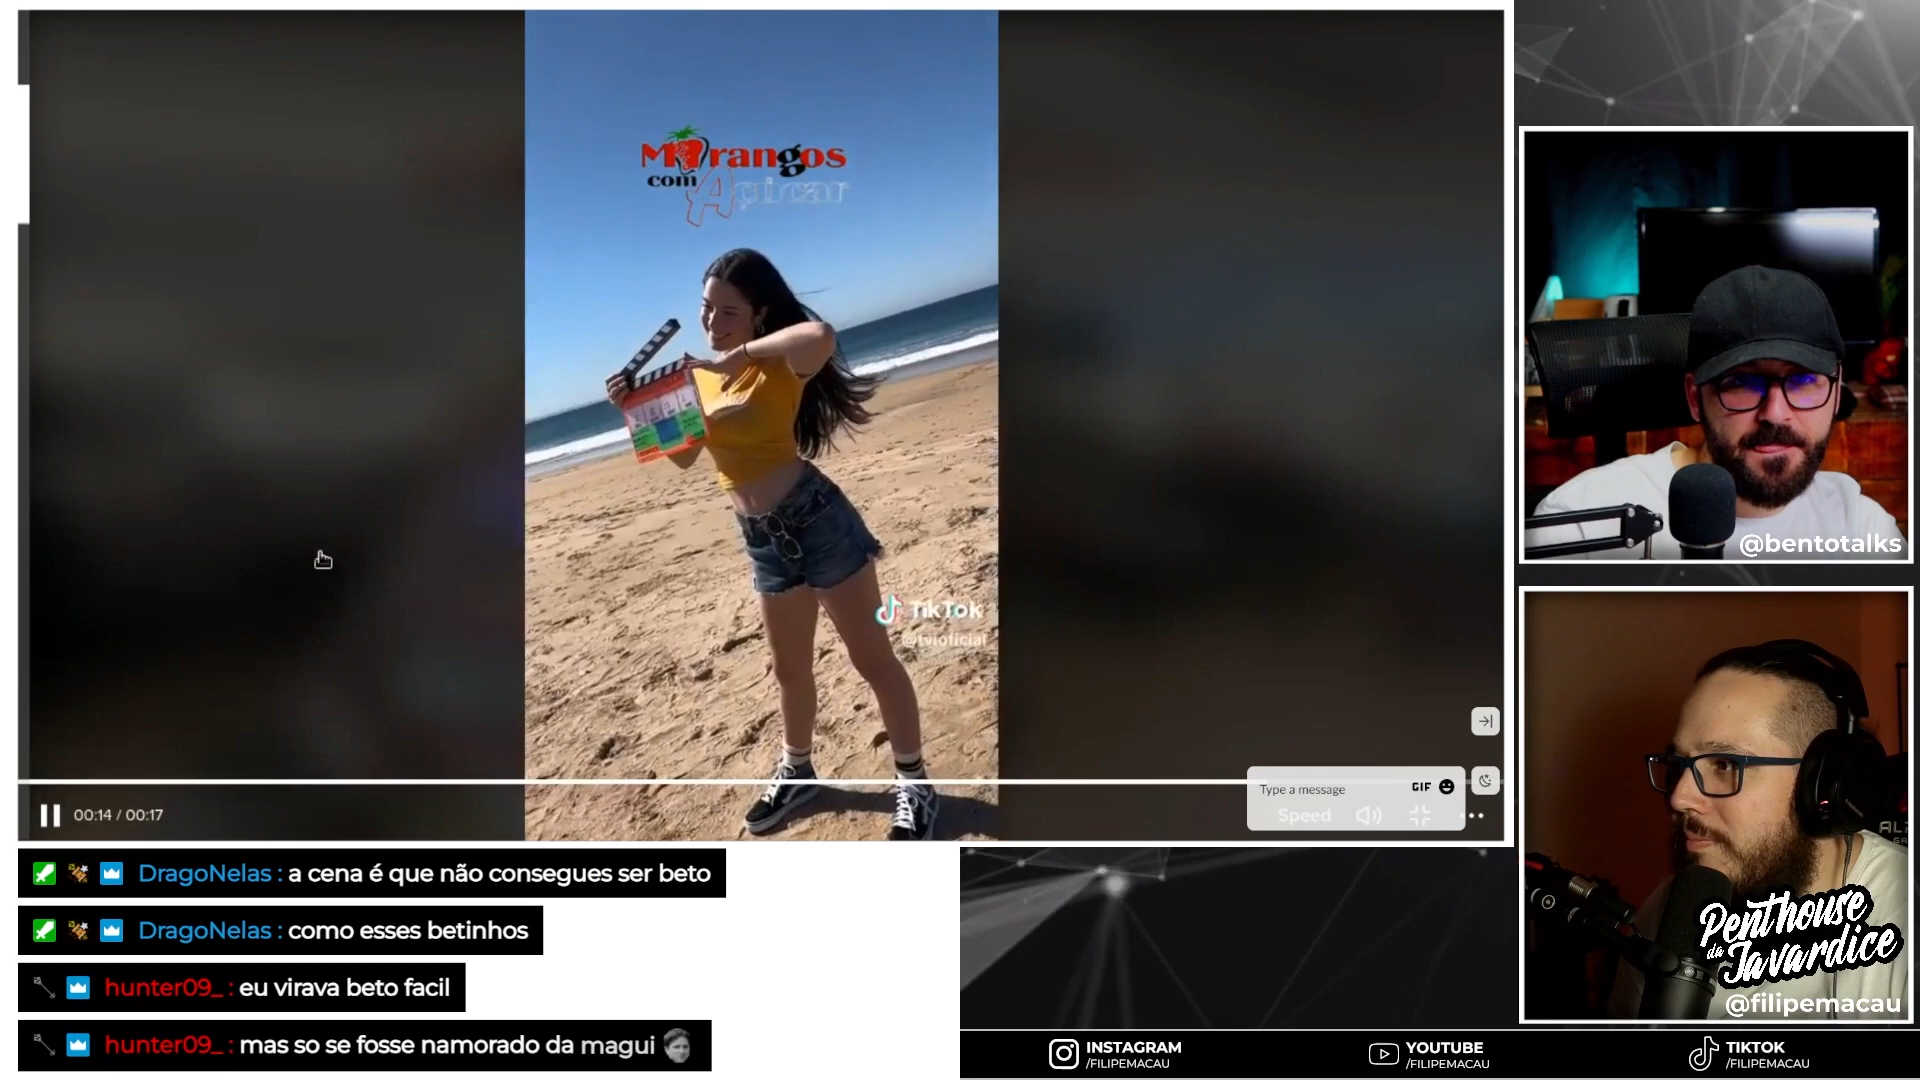 Morangos
com
Açúcar
TikTok
@tvioficial
00:14 / 00:17
Type a message
GIF
Speed
DragoNelas : a cena é que não consegues ser beto
DragoNelas : como esses betinhos
hunter09_ : eu virava beto facil
hunter09_ : mas so se fosse namorado da magui
@bentotalks
Penthouse
da Javardice
@filipemacau
INSTAGRAM
/FILIPEMACAU
YOUTUBE
/FILIPEMACAU
TIKTOK
/FILIPEMACAU